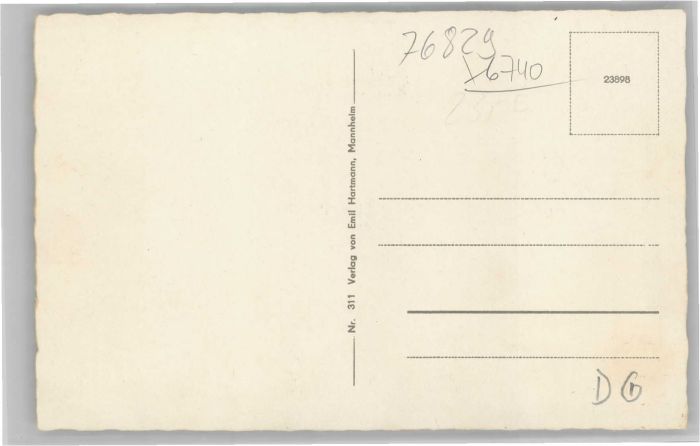 76829
6740
23898
Nr. 311 Verlag von Emil Hartmann, Mannheim
DG